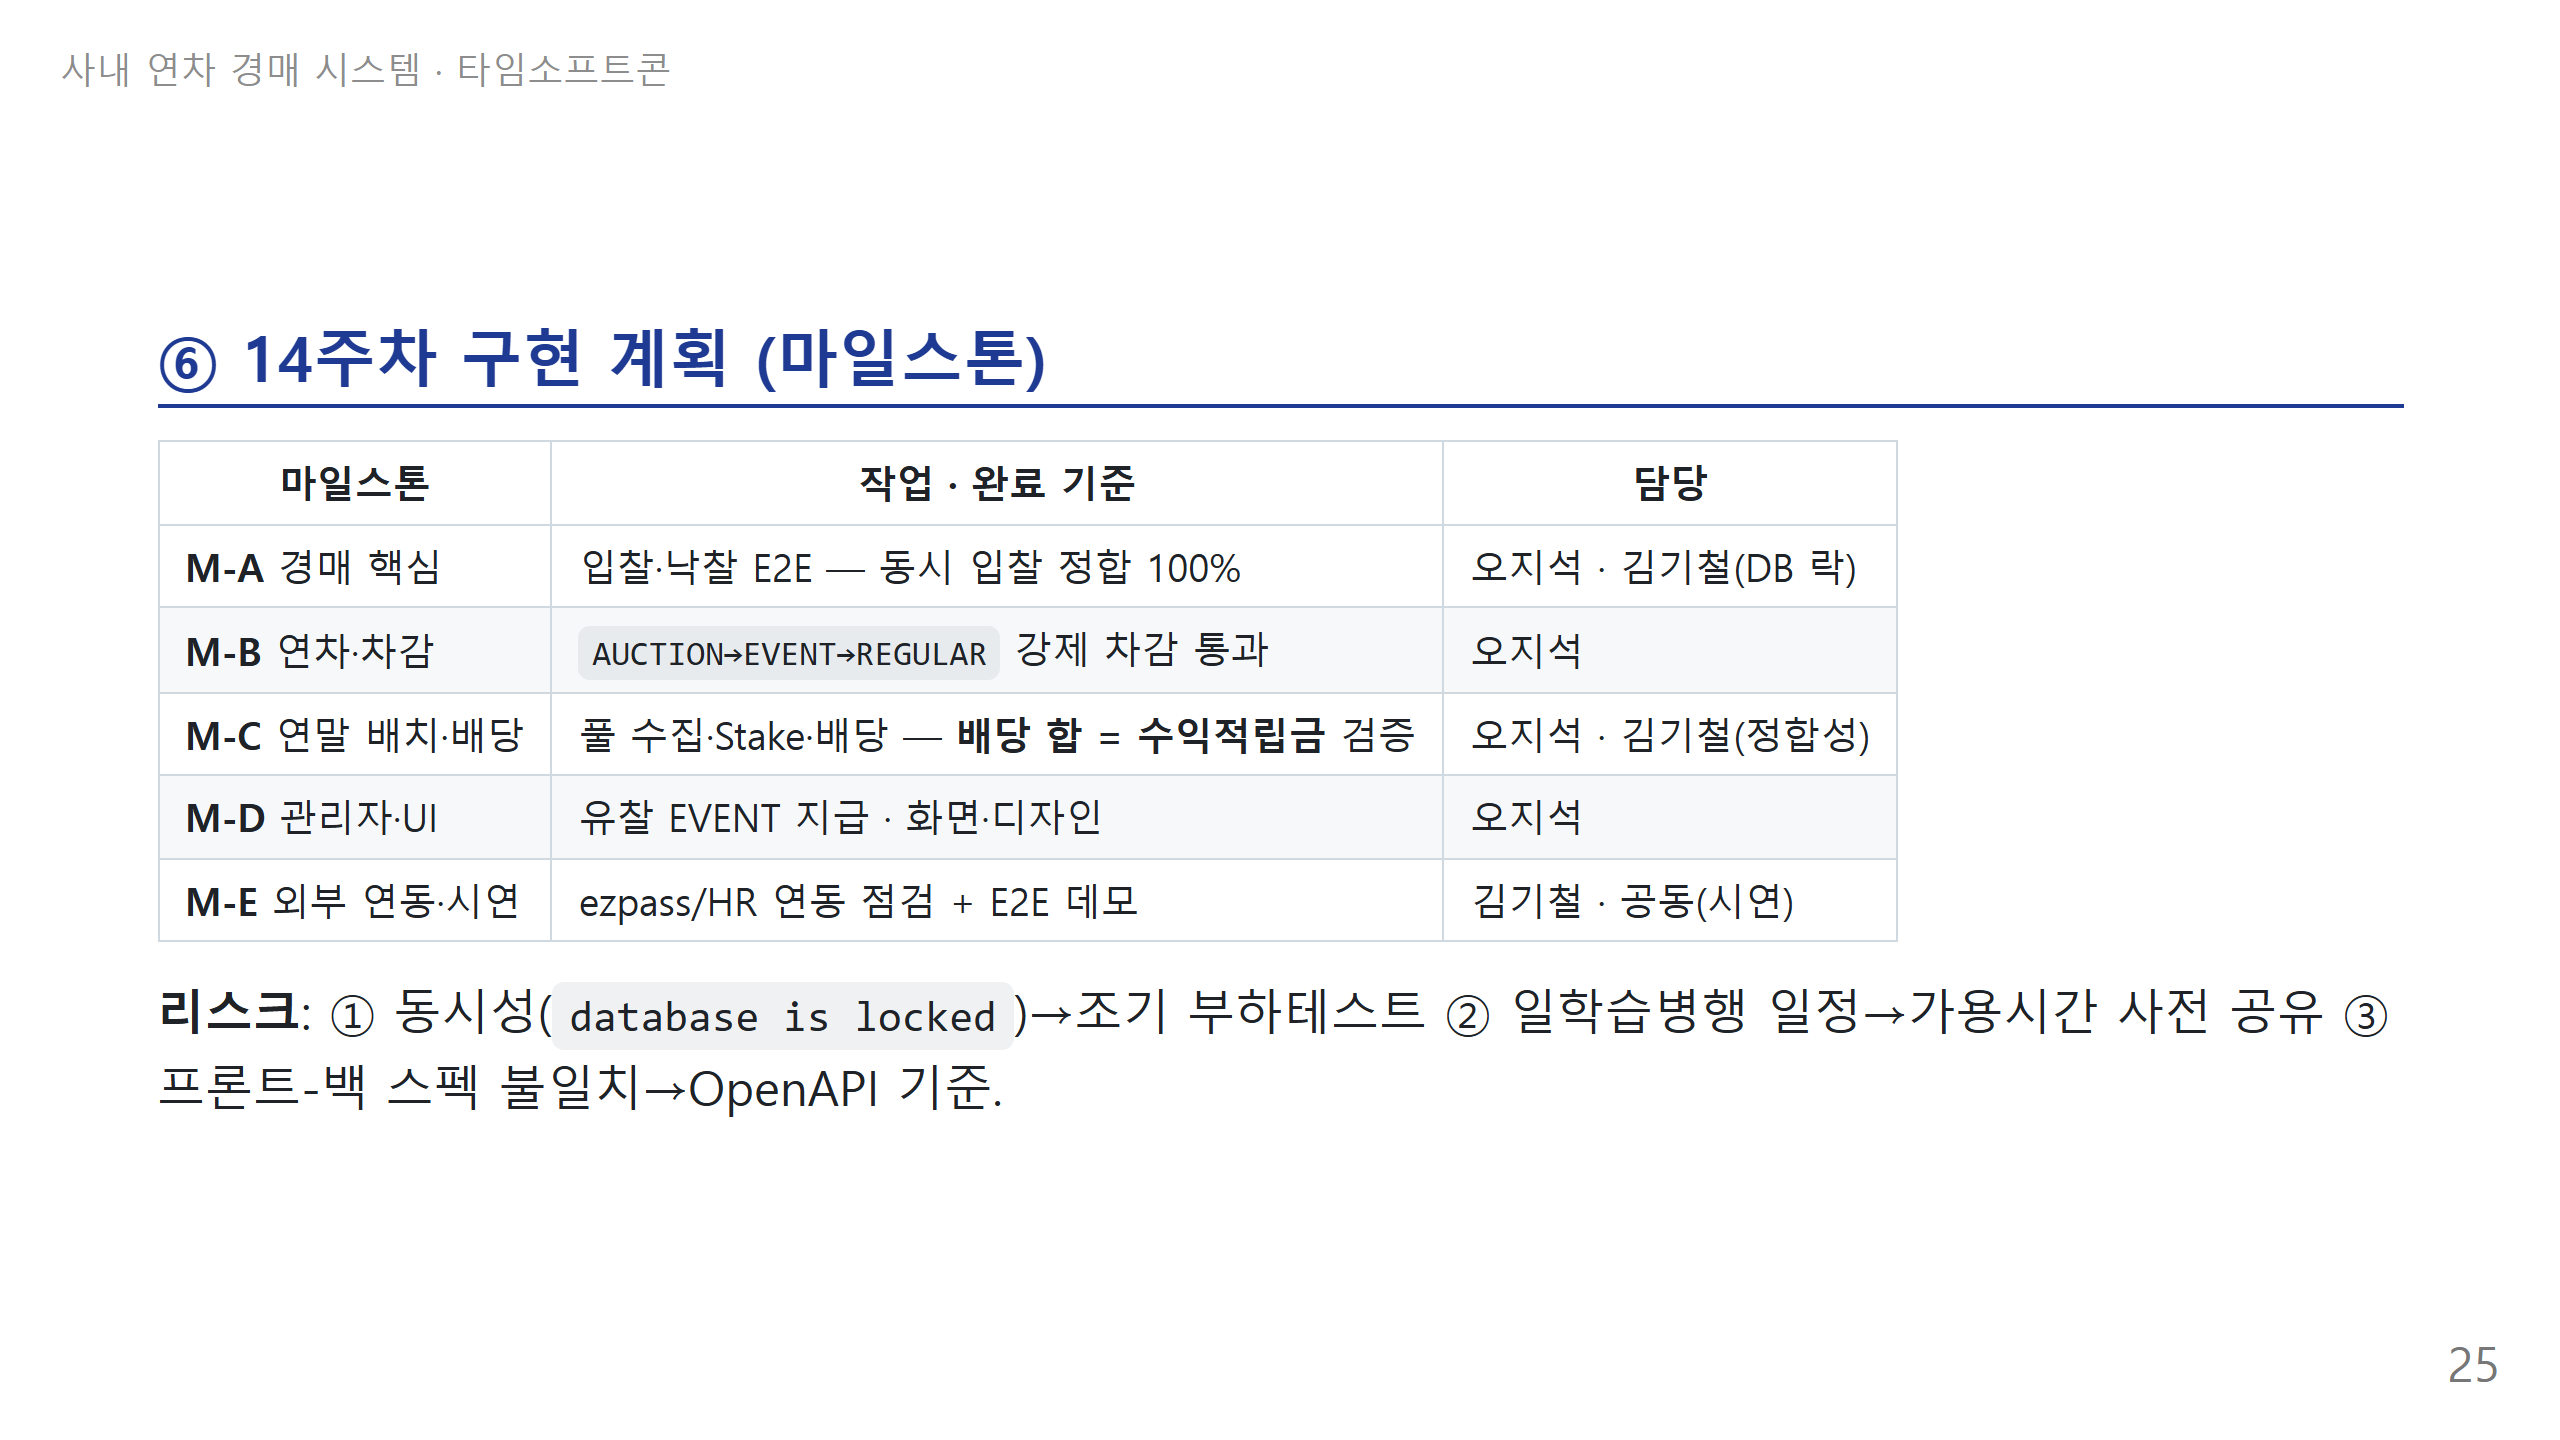 사내 연차 경매 시스템 · 타임소프트콘
⑥ 14주차 구현 계획 (마일스톤)
마일스톤 작업 · 완료 기준 담당
M-A 경매 핵심 입찰·낙찰 E2E — 동시 입찰 정합 100% 오지석 · 김기철(DB 락)
M-B 연차·차감 AUCTION→EVENT→REGULAR 강제 차감 통과 오지석
M-C 연말 배치·배당 풀 수집·Stake·배당 — 배당 합 = 수익적립금 검증 오지석 · 김기철(정합성)
M-D 관리자·UI 유찰 EVENT 지급 · 화면·디자인 오지석
M-E 외부 연동·시연 ezpass/HR 연동 점검 + E2E 데모 김기철 · 공동(시연)
리스크: ① 동시성(database is locked)→조기 부하테스트 ② 일학습병행 일정→가용시간 사전 공유 ③
프론트-백 스펙 불일치→OpenAPI 기준.
25